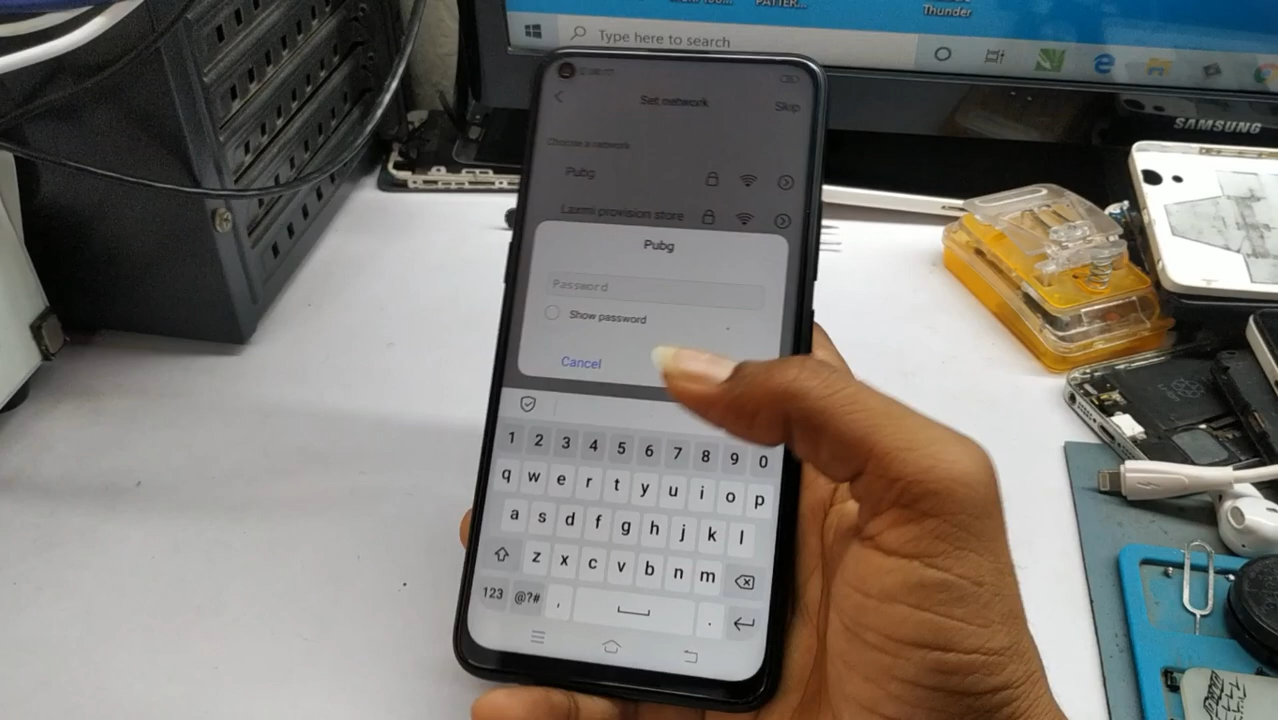 PATTER...
Thunder
Type here to search
SAMSUNG
Set network
Skip
Choose a network
Pubg
Laxmi provision store
Pubg
Password
Show password
Cancel
1 2 3 4 5 6 7 8 9 0
q w e r t y u i o p
a s d f g h j k l
z x c v b n m
123 @?# , .